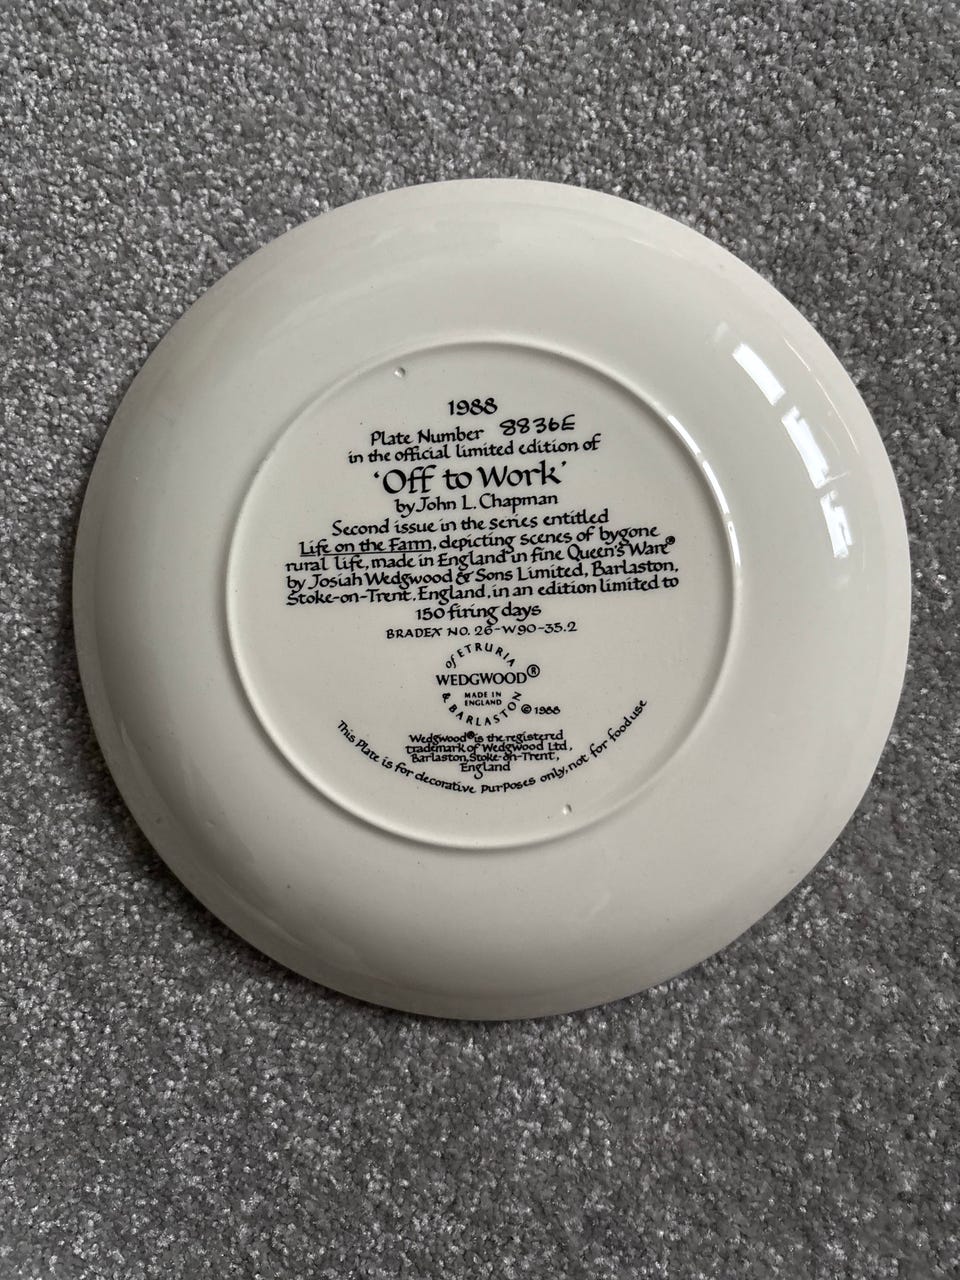 1988
Plate Number 8836E
in the official limited edition of
'Off to Work'
by John L. Chapman
Second issue in the series entitled
Life on the Farm, depicting scenes of bygone
rural life, made in England in fine Queen's Ware®
by Josiah Wedgwood & Sons Limited, Barlaston,
Stoke-on-Trent, England, in an edition limited to
150 firing days
BRADEX NO. 26-W90-35.2
of ETRURIA
WEDGWOOD®
MADE IN
ENGLAND
& BARLASTON
© 1988
Wedgwood® is the registered
trademark of Wedgwood Ltd,
Barlaston, Stoke-on-Trent,
England
This Plate is for decorative purposes only, not for food use